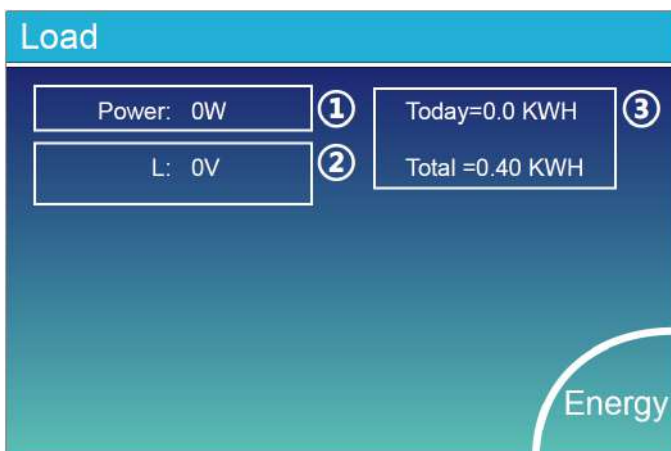 Load
Power: 0W
①
Today=0.0 KWH
③
L: 0V
②
Total =0.40 KWH
Energy